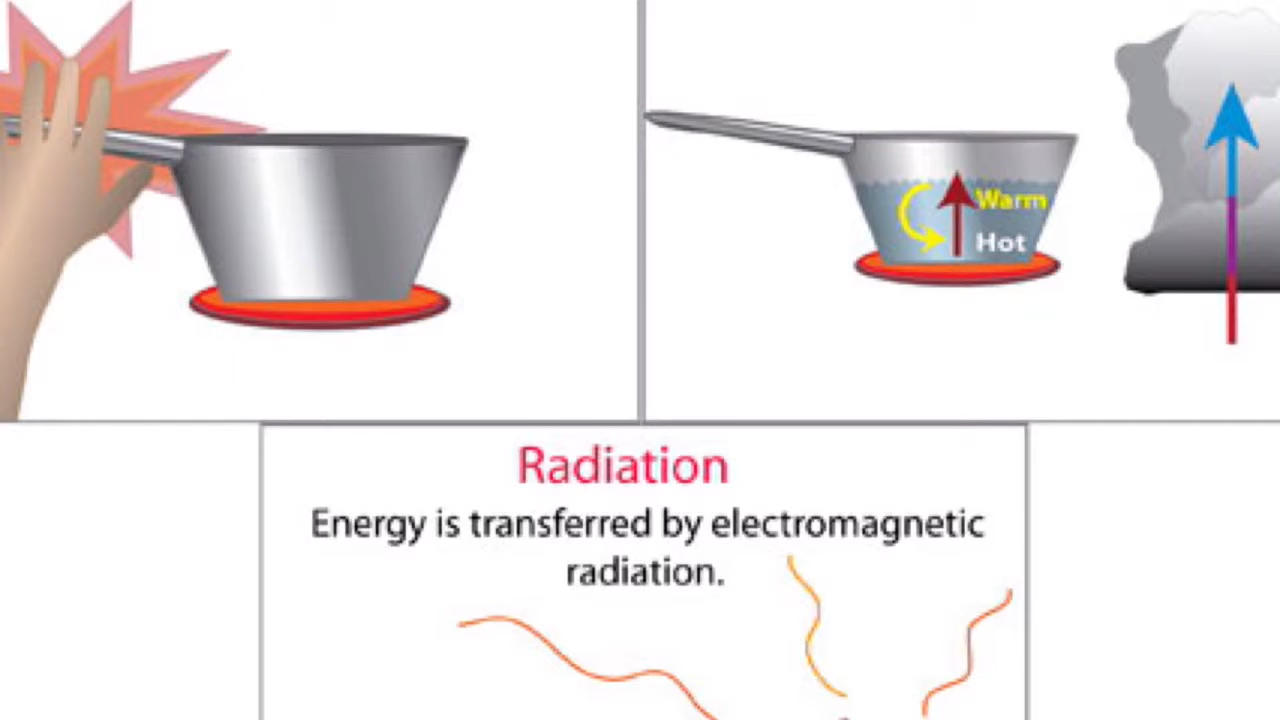 Warm
Hot
Radiation
Energy is transferred by electromagnetic
radiation.